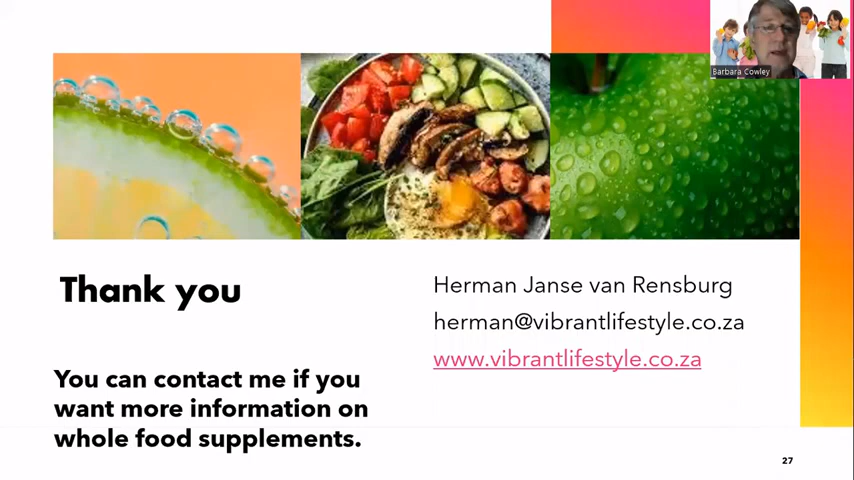 Barbara Cowley
Thank you
Herman Janse van Rensburg
herman@vibrantlifestyle.co.za
www.vibrantlifestyle.co.za
You can contact me if you
want more information on
whole food supplements.
27